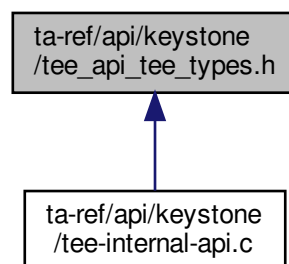 ta-ref/api/keystone
/tee_api_tee_types.h
ta-ref/api/keystone
/tee-internal-api.c